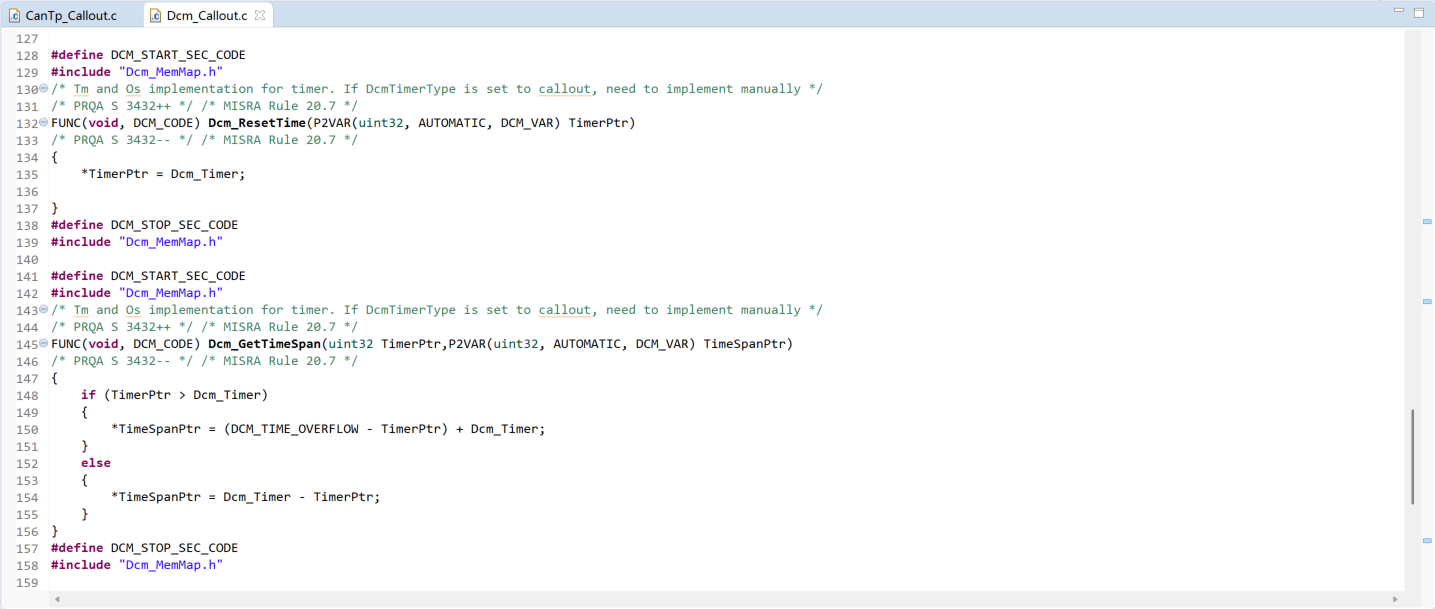 CanTp_Callout.c
Dcm_Callout.c
127
128 #define DCM_START_SEC_CODE
129 #include "Dcm_MemMap.h"
130 /* Tm and Os implementation for timer. If DcmTimerType is set to callout, need to implement manually */
131 /* PRQA S 3432++ */ /* MISRA Rule 20.7 */
132 FUNC(void, DCM_CODE) Dcm_ResetTime(P2VAR(uint32, AUTOMATIC, DCM_VAR) TimerPtr)
133 /* PRQA S 3432-- */ /* MISRA Rule 20.7 */
134 {
135     *TimerPtr = Dcm_Timer;
136
137 }
138 #define DCM_STOP_SEC_CODE
139 #include "Dcm_MemMap.h"
140
141 #define DCM_START_SEC_CODE
142 #include "Dcm_MemMap.h"
143 /* Tm and Os implementation for timer. If DcmTimerType is set to callout, need to implement manually */
144 /* PRQA S 3432++ */ /* MISRA Rule 20.7 */
145 FUNC(void, DCM_CODE) Dcm_GetTimeSpan(uint32 TimerPtr,P2VAR(uint32, AUTOMATIC, DCM_VAR) TimeSpanPtr)
146 /* PRQA S 3432-- */ /* MISRA Rule 20.7 */
147 {
148     if (TimerPtr > Dcm_Timer)
149     {
150         *TimeSpanPtr = (DCM_TIME_OVERFLOW - TimerPtr) + Dcm_Timer;
151     }
152     else
153     {
154         *TimeSpanPtr = Dcm_Timer - TimerPtr;
155     }
156 }
157 #define DCM_STOP_SEC_CODE
158 #include "Dcm_MemMap.h"
159